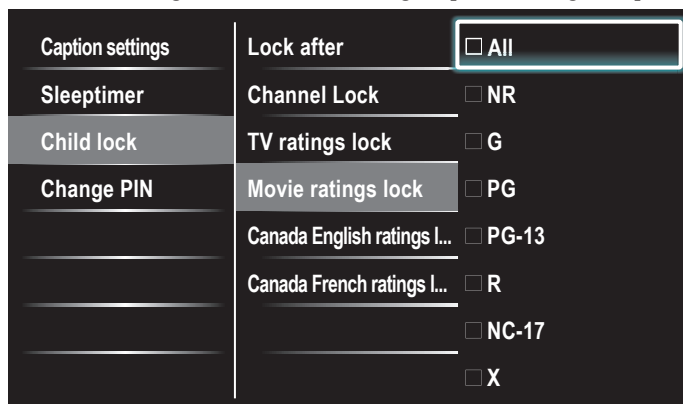 Caption settings
Sleeptimer
Child lock
Change PIN
Lock after
Channel Lock
TV ratings lock
Movie ratings lock
Canada English ratings l...
Canada French ratings l...
All
NR
G
PG
PG-13
R
NC-17
X